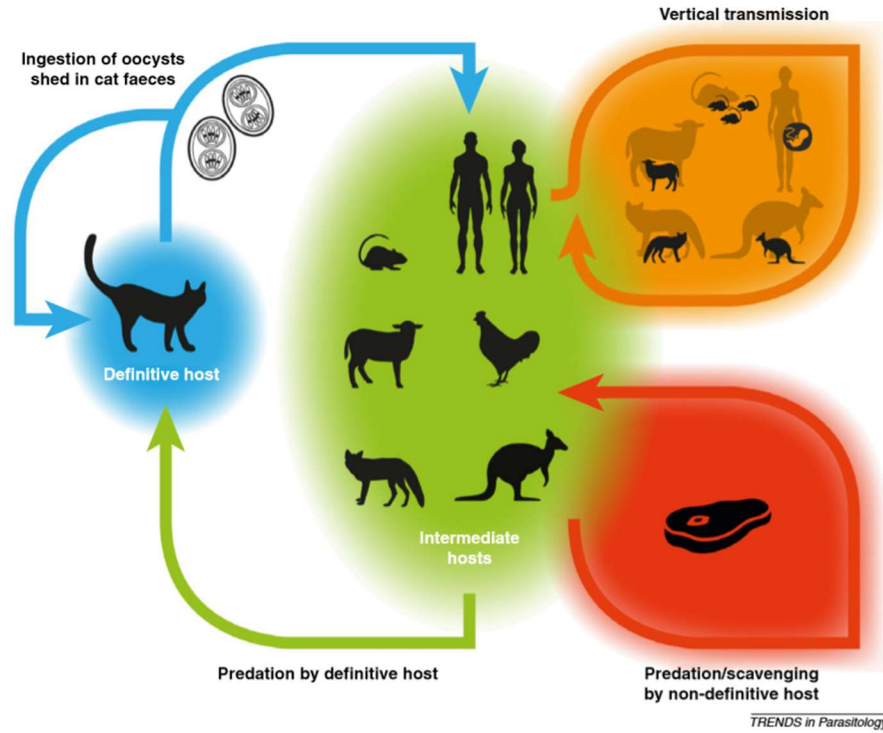 Vertical transmission
Ingestion of oocysts
shed in cat faeces
Definitive host
Intermediate
hosts
Predation by definitive host
Predation/scavenging
by non-definitive host
TRENDS in Parasitology